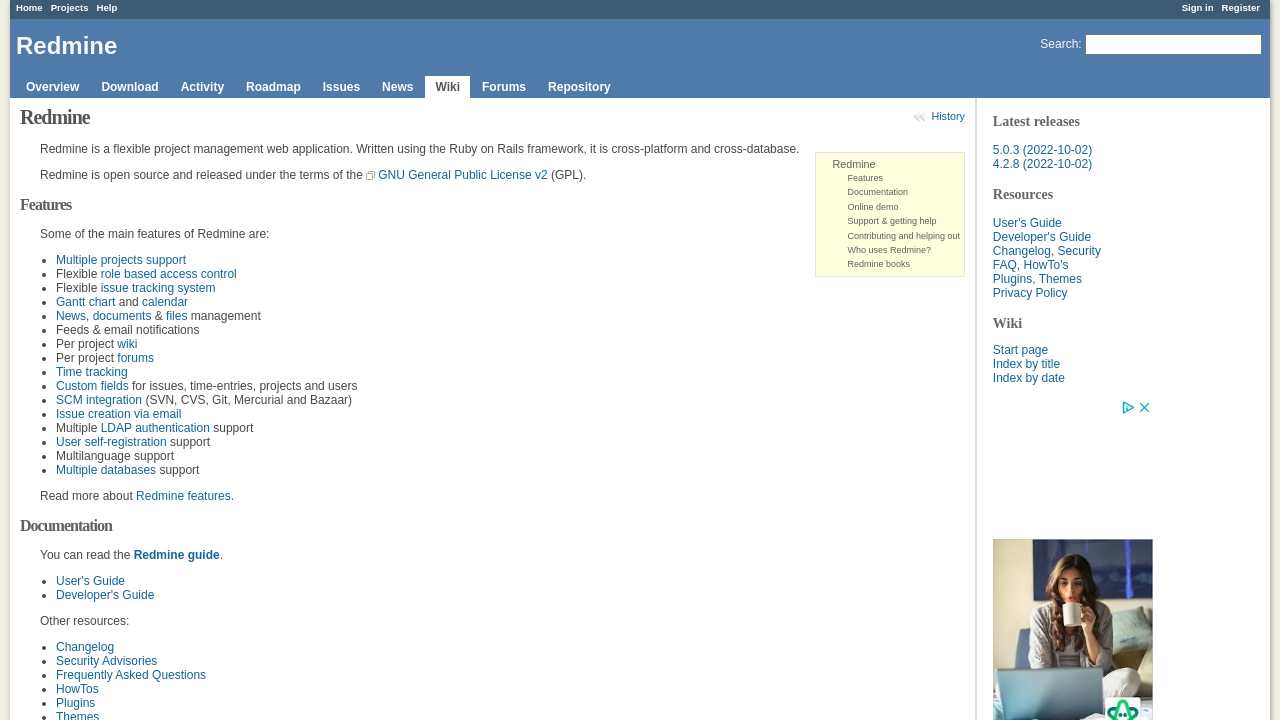 Home Projects Help Sign in Register
Redmine
Search:
Overview Download Activity Roadmap Issues News Wiki Forums Repository
Redmine
History
Redmine is a flexible project management web application. Written using the Ruby on Rails framework, it is cross-platform and cross-database.
Redmine is open source and released under the terms of the GNU General Public License v2 (GPL).
Redmine
Features
Documentation
Online demo
Support & getting help
Contributing and helping out
Who uses Redmine?
Redmine books
Features
Some of the main features of Redmine are:
Multiple projects support
Flexible role based access control
Flexible issue tracking system
Gantt chart and calendar
News, documents & files management
Feeds & email notifications
Per project wiki
Per project forums
Time tracking
Custom fields for issues, time-entries, projects and users
SCM integration (SVN, CVS, Git, Mercurial and Bazaar)
Issue creation via email
Multiple LDAP authentication support
User self-registration support
Multilanguage support
Multiple databases support
Read more about Redmine features.
Documentation
You can read the Redmine guide.
User's Guide
Developer's Guide
Other resources:
Changelog
Security Advisories
Frequently Asked Questions
HowTos
Plugins
Themes
Latest releases
5.0.3 (2022-10-02)
4.2.8 (2022-10-02)
Resources
User's Guide
Developer's Guide
Changelog, Security
FAQ, HowTo's
Plugins, Themes
Privacy Policy
Wiki
Start page
Index by title
Index by date